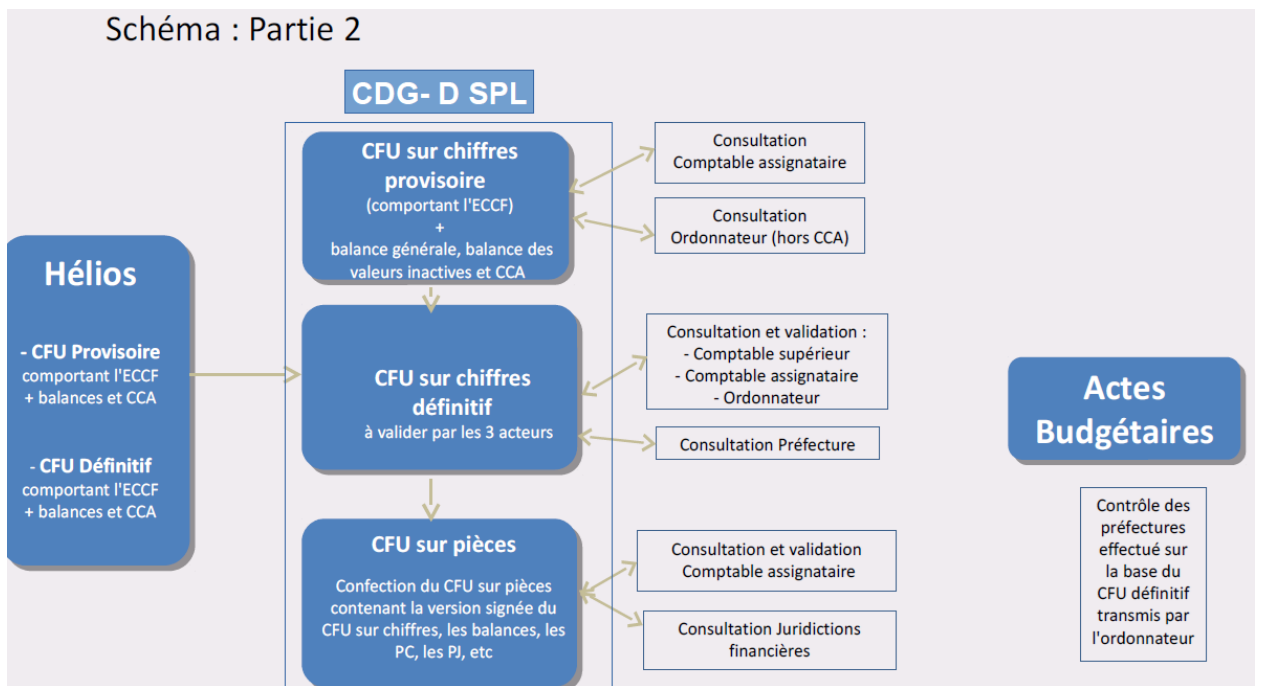 Schéma : Partie 2
CDG- D SPL
Hélios
- CFU Provisoire
comportant l'ECCF
+ balances et CCA
- CFU Définitif
comportant l'ECCF
+ balances et CCA
CFU sur chiffres
provisoire
(comportant l'ECCF)
+
balance générale, balance des
valeurs inactives et CCA
Consultation
Comptable assignataire
Consultation
Ordonnateur (hors CCA)
CFU sur chiffres
définitif
à valider par les 3 acteurs
Consultation et validation :
- Comptable supérieur
- Comptable assignataire
- Ordonnateur
Consultation Préfecture
CFU sur pièces
Confection du CFU sur pièces
contenant la version signée du
CFU sur chiffres, les balances, les
PC, les PJ, etc
Consultation et validation
Comptable assignataire
Consultation Juridictions
financières
Actes
Budgétaires
Contrôle des
préfectures
effectué sur
la base du
CFU définitif
transmis par
l'ordonnateur